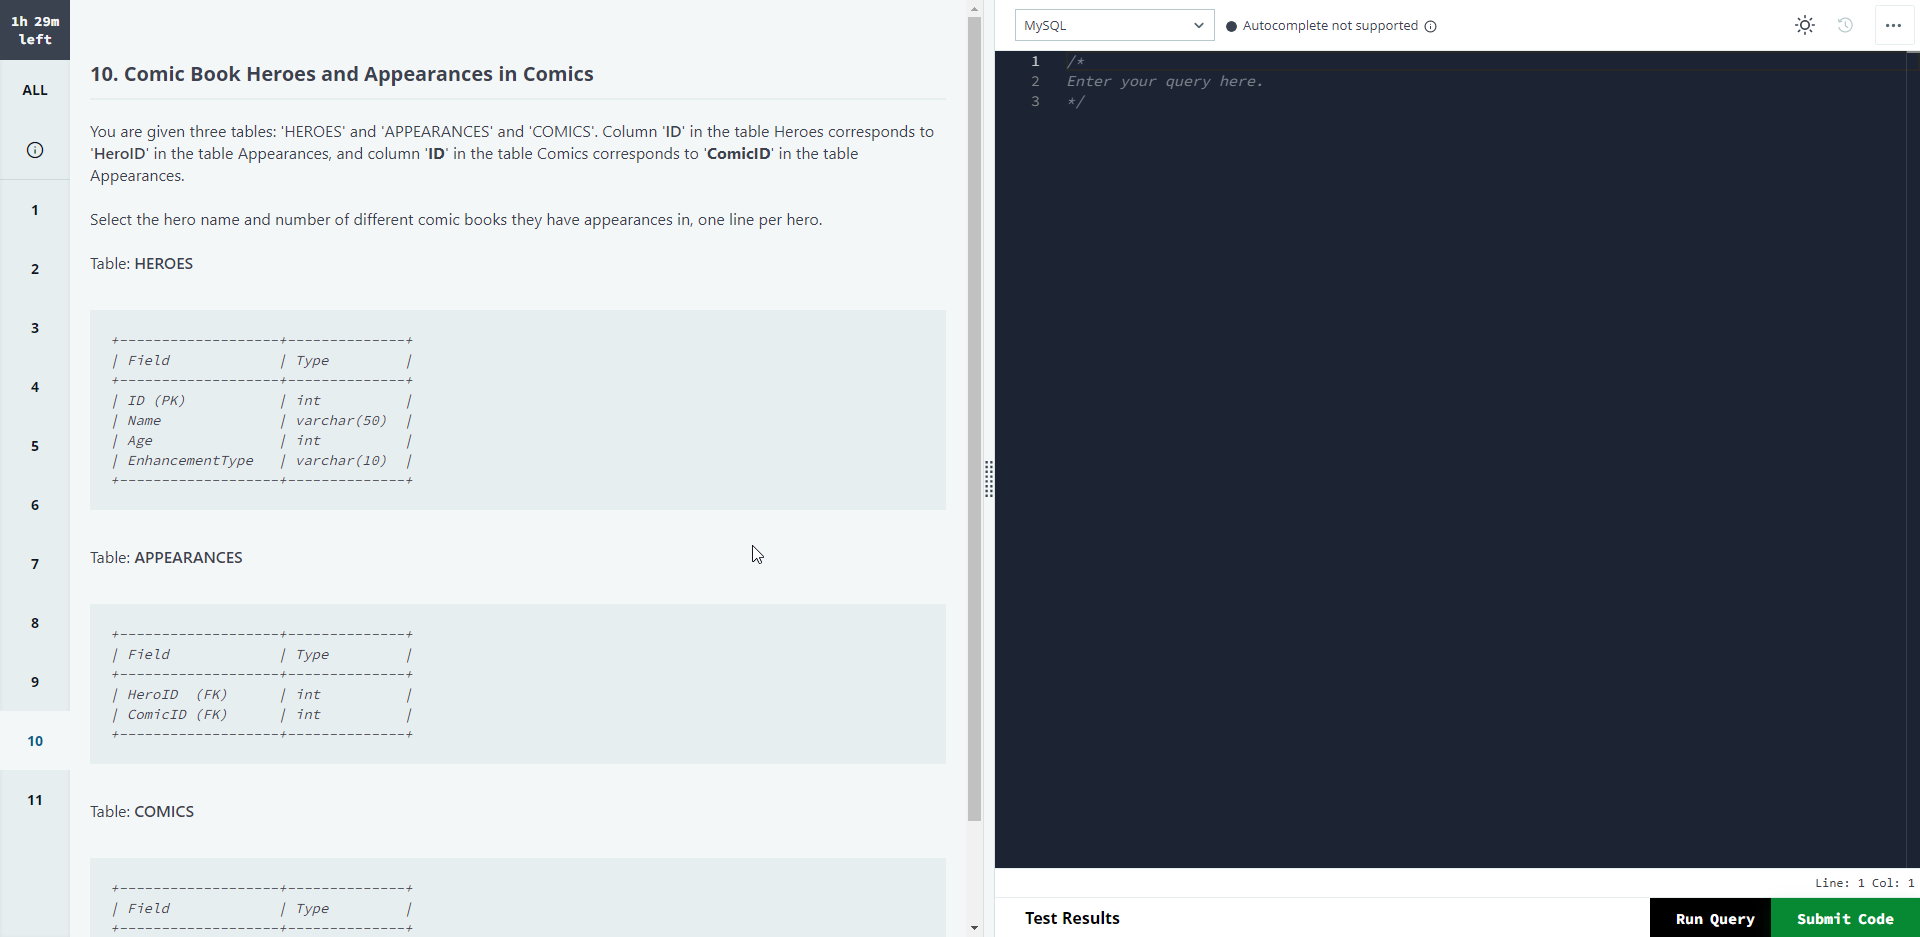 1h 29m
left
ALL
1
2
3
4
5
6
7
8
9
10
11
10. Comic Book Heroes and Appearances in Comics
You are given three tables: 'HEROES' and 'APPEARANCES' and 'COMICS'. Column 'ID' in the table Heroes corresponds to
'HeroID' in the table Appearances, and column 'ID' in the table Comics corresponds to 'ComicID' in the table
Appearances.
Select the hero name and number of different comic books they have appearances in, one line per hero.
Table: HEROES
+-------------------+--------------+
| Field             | Type         |
+-------------------+--------------+
| ID (PK)           | int          |
| Name              | varchar(50)  |
| Age               | int          |
| EnhancementType   | varchar(10)  |
+-------------------+--------------+
Table: APPEARANCES
+-------------------+--------------+
| Field             | Type         |
+-------------------+--------------+
| HeroID  (FK)      | int          |
| ComicID (FK)      | int          |
+-------------------+--------------+
Table: COMICS
+-------------------+--------------+
| Field             | Type         |
+-------------------+--------------+
MySQL
Autocomplete not supported
1 /*
2 Enter your query here.
3 */
Line: 1 Col: 1
Test Results
Run Query
Submit Code